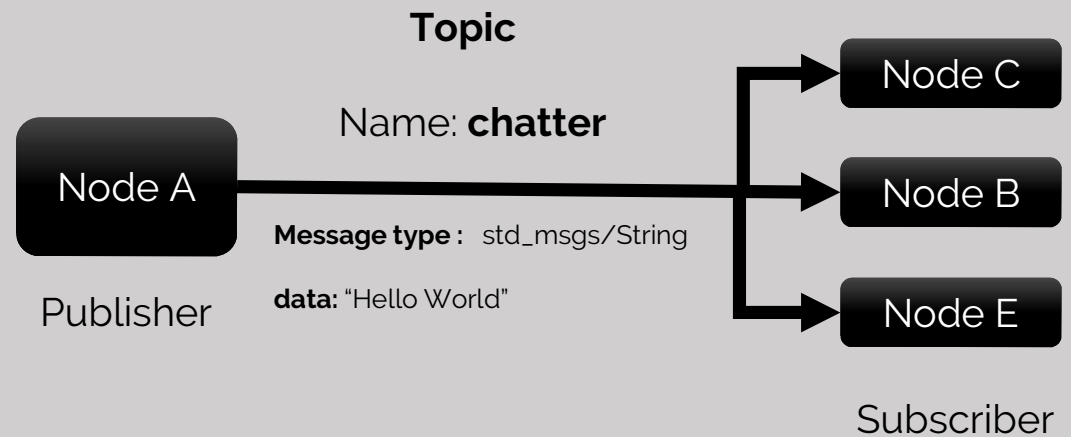 Topic
Name: chatter
Node A
Publisher
Message type : std_msgs/String
data: “Hello World”
Node C
Node B
Node E
Subscriber